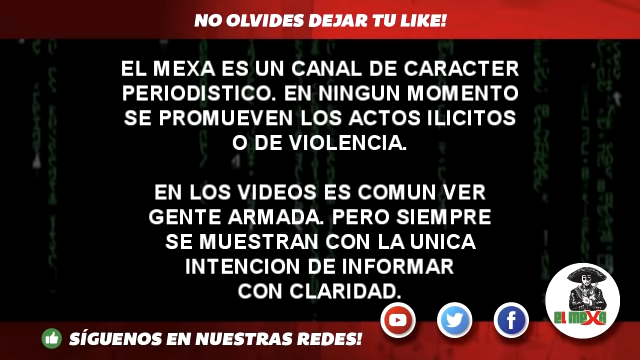 NO OLVIDES DEJAR TU LIKE!
EL MEXA ES UN CANAL DE CARACTER
PERIODISTICO. EN NINGUN MOMENTO
SE PROMUEVEN LOS ACTOS ILICITOS
O DE VIOLENCIA.
EN LOS VIDEOS ES COMUN VER
GENTE ARMADA. PERO SIEMPRE
SE MUESTRAN CON LA UNICA
INTENCION DE INFORMAR
CON CLARIDAD.
EL MEXA
SÍGUENOS EN NUESTRAS REDES!